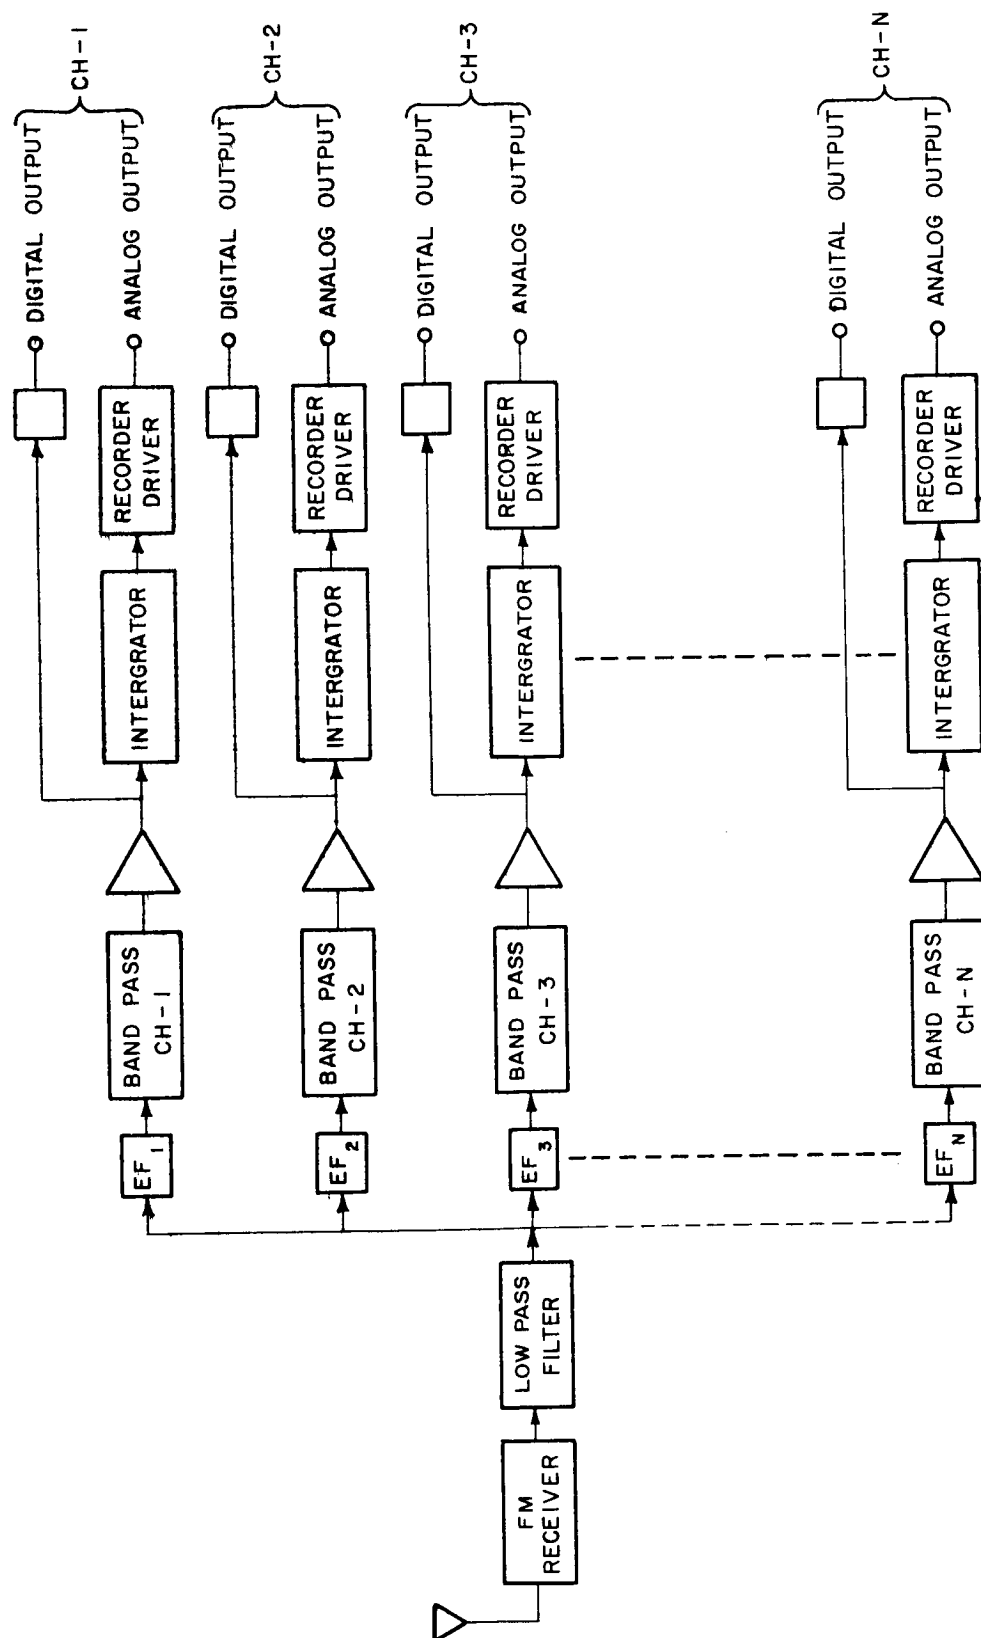 FM
RECEIVER
LOW PASS
FILTER
EF1
BAND PASS
CH-1
INTERGRATOR
RECORDER
DRIVER
DIGITAL OUTPUT
ANALOG OUTPUT
CH-1
EF2
BAND PASS
CH-2
INTERGRATOR
RECORDER
DRIVER
DIGITAL OUTPUT
ANALOG OUTPUT
CH-2
EF3
BAND PASS
CH-3
INTERGRATOR
RECORDER
DRIVER
DIGITAL OUTPUT
ANALOG OUTPUT
CH-3
EFN
BAND PASS
CH-N
INTERGRATOR
RECORDER
DRIVER
DIGITAL OUTPUT
ANALOG OUTPUT
CH-N